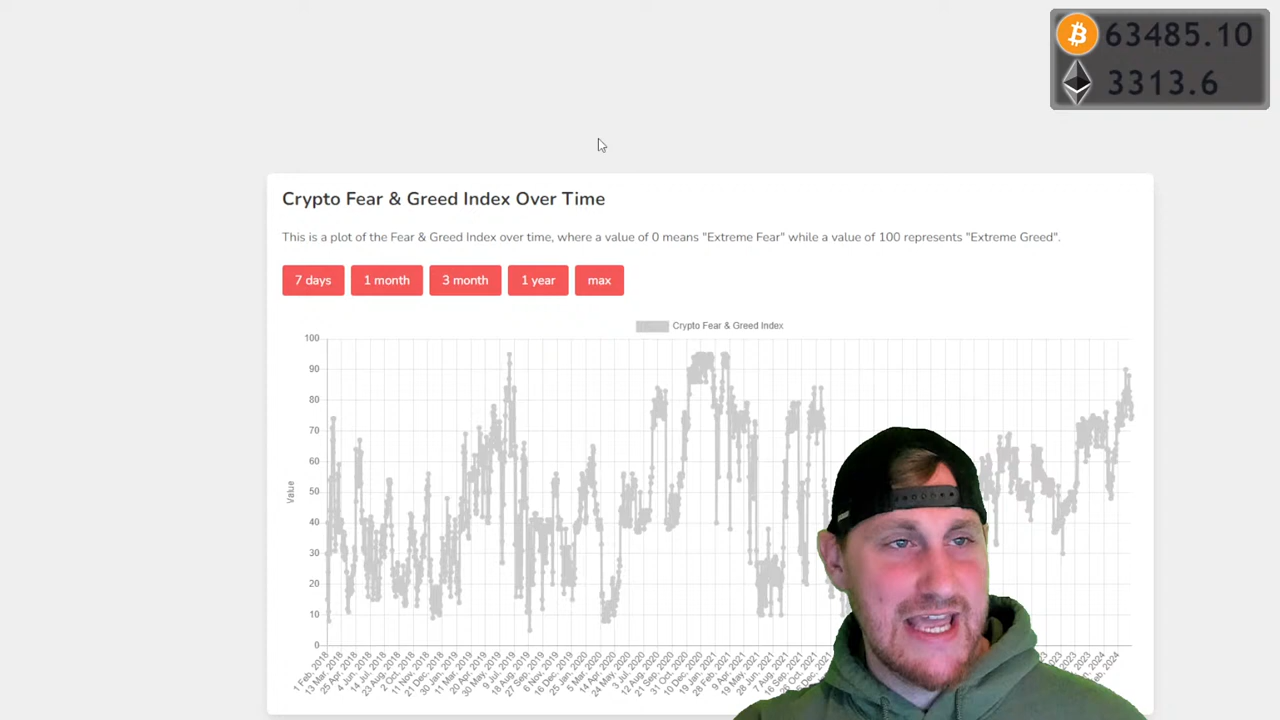 63485.10
3313.6
Crypto Fear & Greed Index Over Time
This is a plot of the Fear & Greed Index over time, where a value of 0 means "Extreme Fear" while a value of 100 represents "Extreme Greed".
7 days 1 month 3 month 1 year max
Crypto Fear & Greed Index
100
90
80
70
60
50
40
30
20
10
0
Value
1 Feb, 2018
13 Mar, 2018
25 Apr, 2018
4 Jun, 2018
14 Jul, 2018
23 Aug, 2018
2 Oct, 2018
11 Nov, 2018
21 Dec, 2018
30 Jan, 2019
11 Mar, 2019
20 Apr, 2019
30 May, 2019
9 Jul, 2019
18 Aug, 2019
27 Sep, 2019
6 Nov, 2019
16 Dec, 2019
25 Jan, 2020
5 Mar, 2020
14 Apr, 2020
24 May, 2020
3 Jul, 2020
12 Aug, 2020
21 Sep, 2020
31 Oct, 2020
10 Dec, 2020
19 Jan, 2021
28 Feb, 2021
9 Apr, 2021
19 May, 2021
28 Jun, 2021
7 Aug, 2021
16 Sep, 2021
26 Oct, 2021